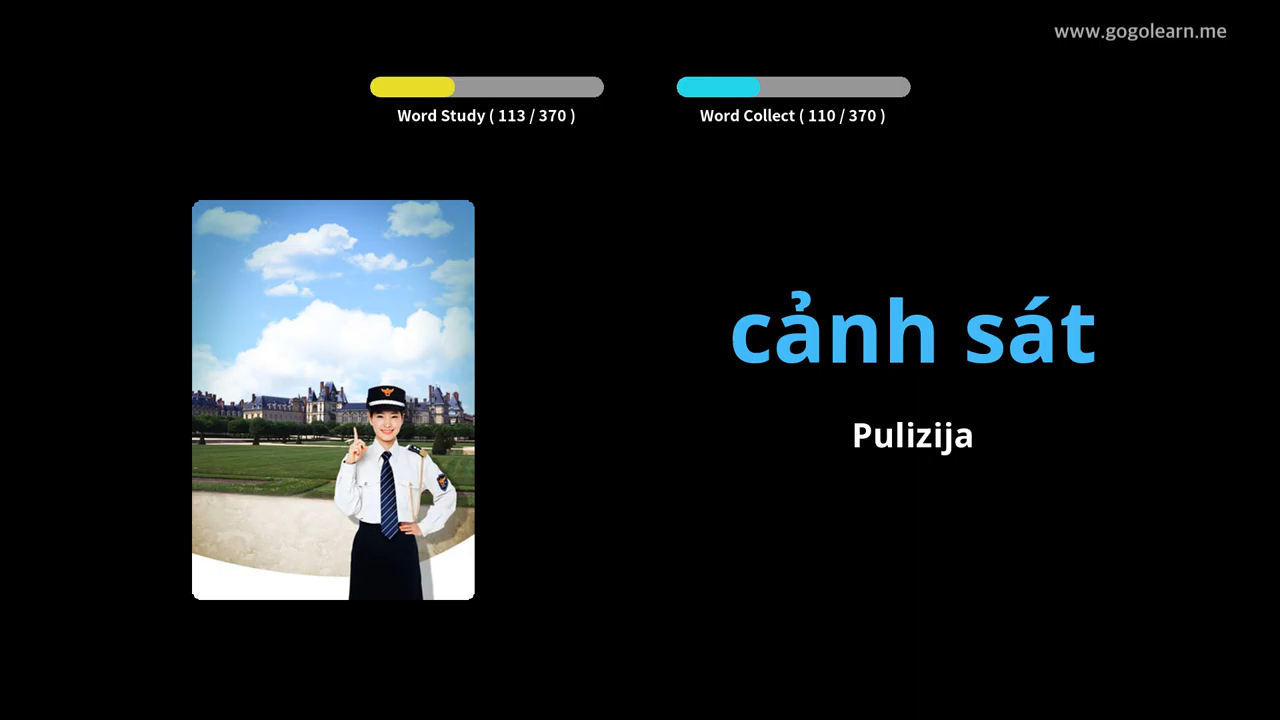 www.gogolearn.me
Word Study ( 113 / 370 )
Word Collect ( 110 / 370 )
cảnh sát
Pulizija